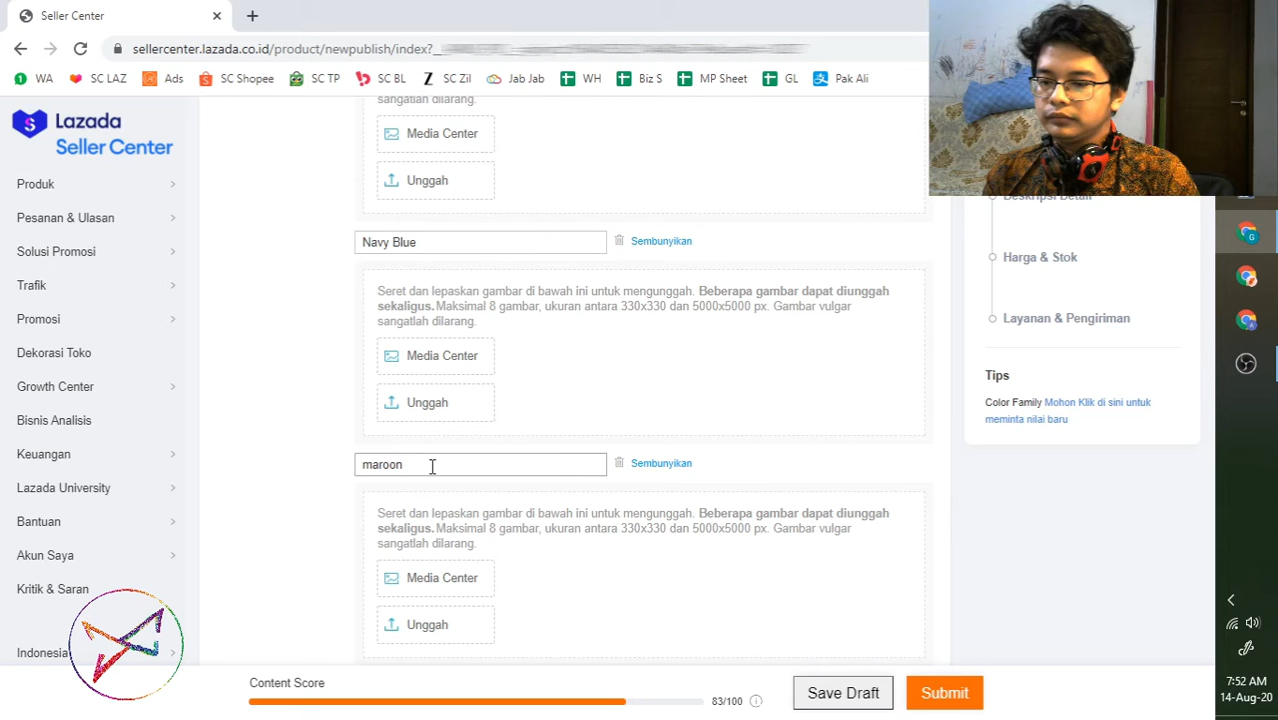 Seller Center
sellercenter.lazada.co.id/product/newpublish/index?_
WA
SC LAZ
Ads
SC Shopee
SC TP
SC BL
SC Zil
Jab Jab
WH
Biz S
MP Sheet
GL
Pak Ali
Lazada
Seller Center
Produk
Pesanan & Ulasan
Solusi Promosi
Trafik
Promosi
Dekorasi Toko
Growth Center
Bisnis Analisis
Keuangan
Lazada University
Bantuan
Akun Saya
Kritik & Saran
Indonesia
sangatlah dilarang.
Media Center
Unggah
Navy Blue
Sembunyikan
Seret dan lepaskan gambar di bawah ini untuk mengunggah. Beberapa gambar dapat diunggah
sekaligus. Maksimal 8 gambar, ukuran antara 330x330 dan 5000x5000 px. Gambar vulgar
sangatlah dilarang.
Media Center
Unggah
maroon
Sembunyikan
Seret dan lepaskan gambar di bawah ini untuk mengunggah. Beberapa gambar dapat diunggah
sekaligus. Maksimal 8 gambar, ukuran antara 330x330 dan 5000x5000 px. Gambar vulgar
sangatlah dilarang.
Media Center
Unggah
Deskripsi Detail
Harga & Stok
Layanan & Pengiriman
Tips
Color Family Mohon Klik di sini untuk
meminta nilai baru
Content Score
83/100
Save Draft
Submit
7:52 AM
14-Aug-20